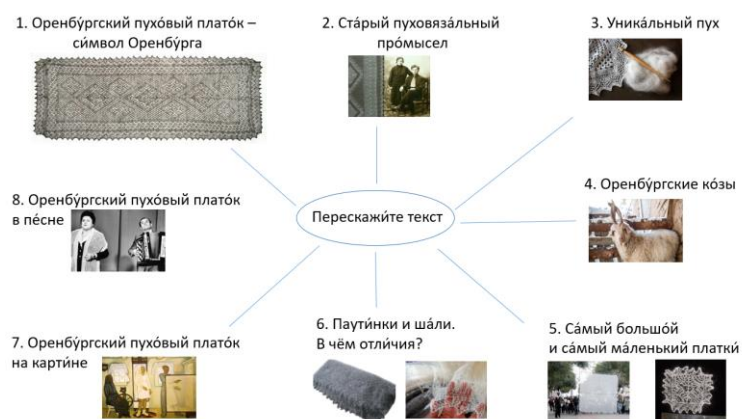 1. Оренбу́ргский пухо́вый плато́к –
си́мвол Оренбу́рга
2. Ста́рый пуховяза́льный
про́мысел
3. Уника́льный пух
8. Оренбу́ргский пухо́вый плато́к
в пе́сне
Перескажи́те текст
4. Оренбу́ргские ко́зы
7. Оренбу́ргский пухо́вый плато́к
на карти́не
6. Паути́нки и ша́ли.
В чём отли́чия?
5. Са́мый большо́й
и са́мый ма́ленький платки́